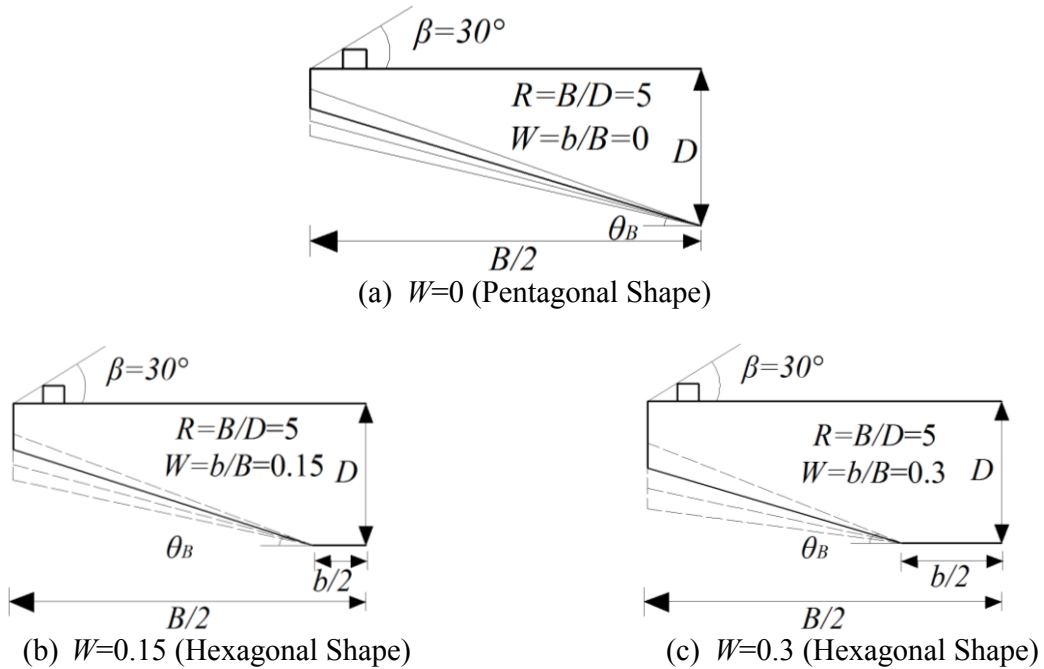 β=30°
R=B/D=5
W=b/B=0
D
θB
B/2
(a) W=0 (Pentagonal Shape)
β=30°
R=B/D=5
W=b/B=0.15
D
θB
b/2
B/2
(b) W=0.15 (Hexagonal Shape)
β=30°
R=B/D=5
W=b/B=0.3
D
θB
b/2
B/2
(c) W=0.3 (Hexagonal Shape)